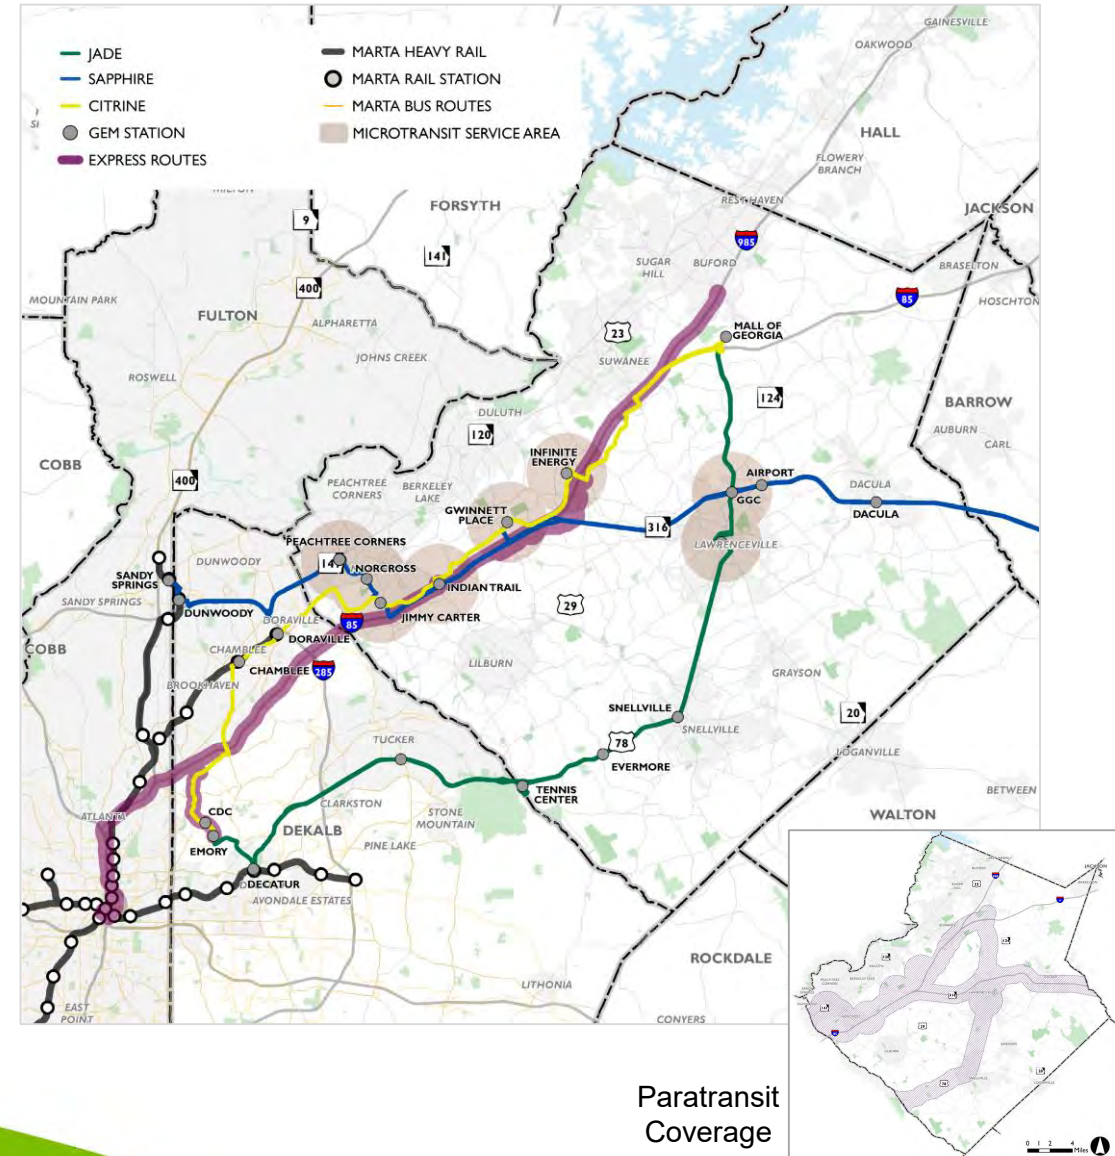 JADE
SAPPHIRE
CITRINE
GEM STATION
EXPRESS ROUTES
MARTA HEAVY RAIL
MARTA RAIL STATION
MARTA BUS ROUTES
MICROTRANSIT SERVICE AREA
GAINESVILLE
OAKWOOD
HALL
FLOWERY
BRANCH
REST HAVEN
JACKSON
FORSYTH
9
141
985
SUGAR
HILL
BUFORD
BRASELTON
85
HOSCHTON
MOUNTAIN PARK
400
FULTON
ALPHARETTA
JOHNS CREEK
23
MALL OF
GEORGIA
SUWANEE
ROSWELL
DULUTH
124
BARROW
AUBURN
CARL
120
COBB
400
INFINITE
ENERGY
PEACHTREE
CORNERS
BERKELEY
LAKE
AIRPORT
GGC
DACULA
DACULA
GWINNETT
PLACE
316
LAWRENCEVILLE
PEACHTREE CORNERS
DUNWOODY
NORCROSS
SANDY
SPRINGS
INDIAN TRAIL
SANDY SPRINGS
DUNWOODY
29
JIMMY CARTER
DORAVILLE
85
DORAVILLE
COBB
CHAMBLEE
CHAMBLEE
285
LILBURN
GRAYSON
BROOKHAVEN
SNELLVILLE
SNELLVILLE
20
78
TUCKER
LOGANVILLE
EVERMORE
TENNIS
CENTER
BETWEEN
CLARKSTON
STONE
MOUNTAIN
CDC
ATLANTA
DEKALB
WALTON
PINE LAKE
EMORY
DECATUR
AVONDALE ESTATES
ROCKDALE
LITHONIA
EAST
POINT
CONYERS
JACKSON
Paratransit
Coverage
0 1 2 4
Miles